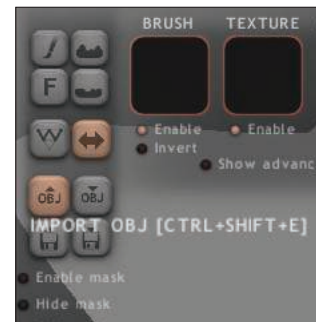 BRUSH TEXTURE
F
Enable Enable
Invert
Show advanc
OBJ OBJ
IMPORT OBJ [CTRL+SHIFT+E]
Enable mask
Hide mask